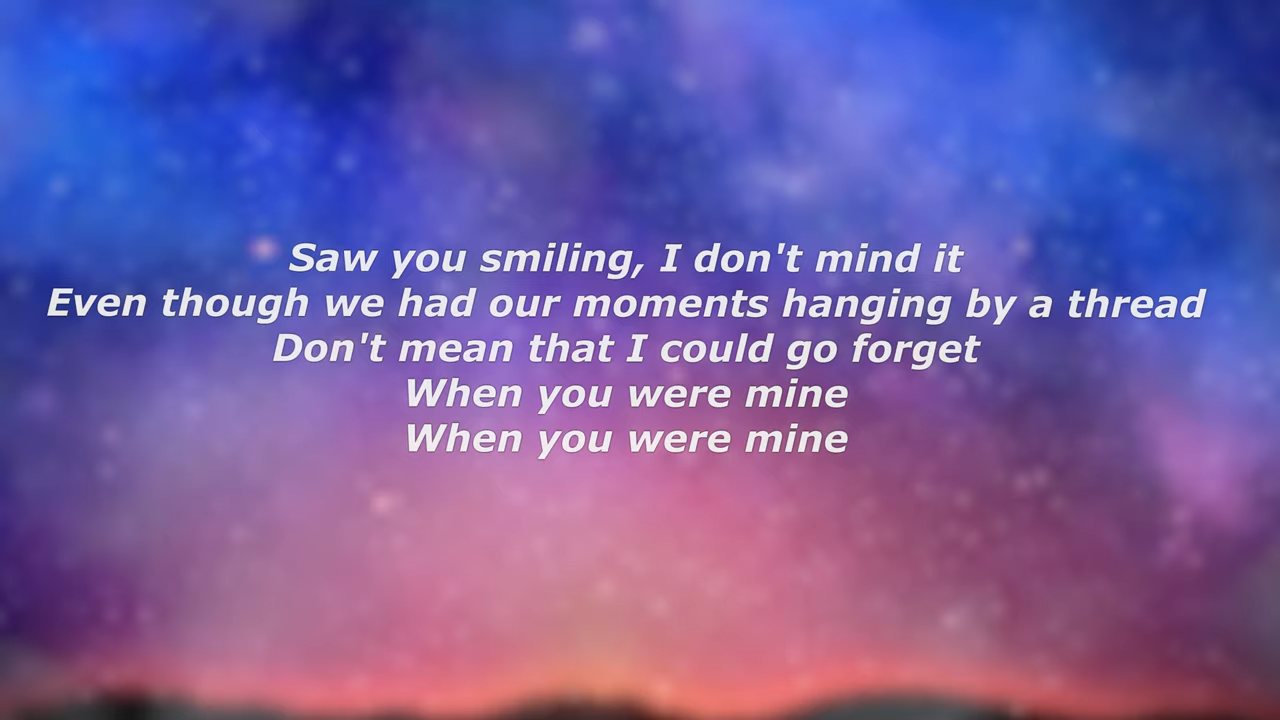 Saw you smiling, I don't mind it
Even though we had our moments hanging by a thread
Don't mean that I could go forget
When you were mine
When you were mine